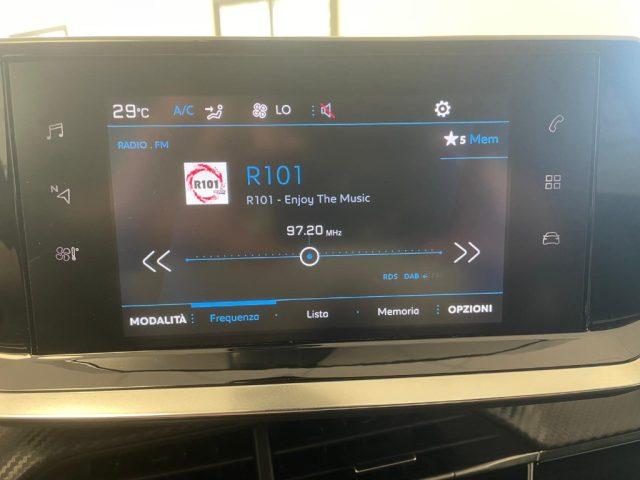 29°C A/C LO
RADIO . FM
5 Mem
R101
R101
R101 - Enjoy The Music
97.20 MHz
N
RDS DAB
MODALITÀ Frequenza Lista Memoria OPZIONI